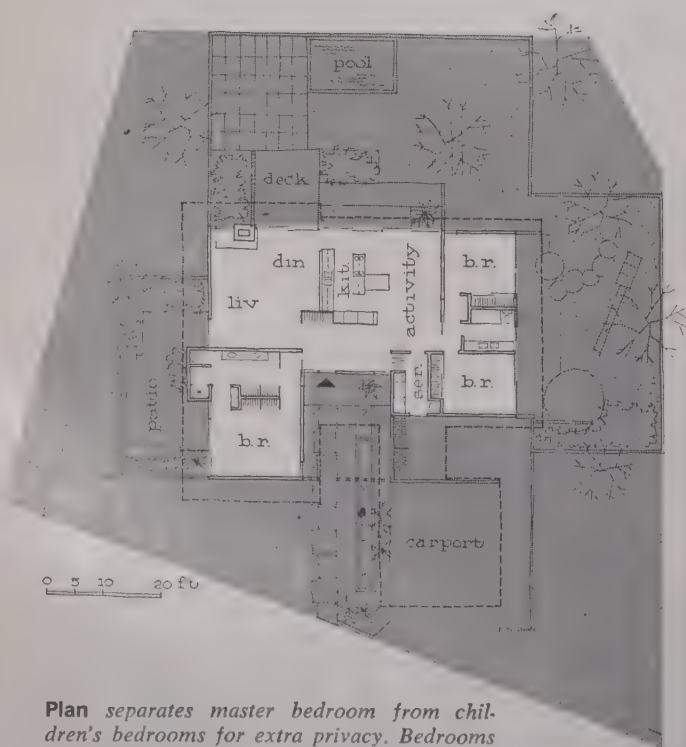 pool
deck
din
kit.
activity
b.r.
liv
patio
b.r.
ser.
b.r.
carport
0 5 10 20 ft
Plan separates master bedroom from chil-
dren's bedrooms for extra privacy. Bedrooms